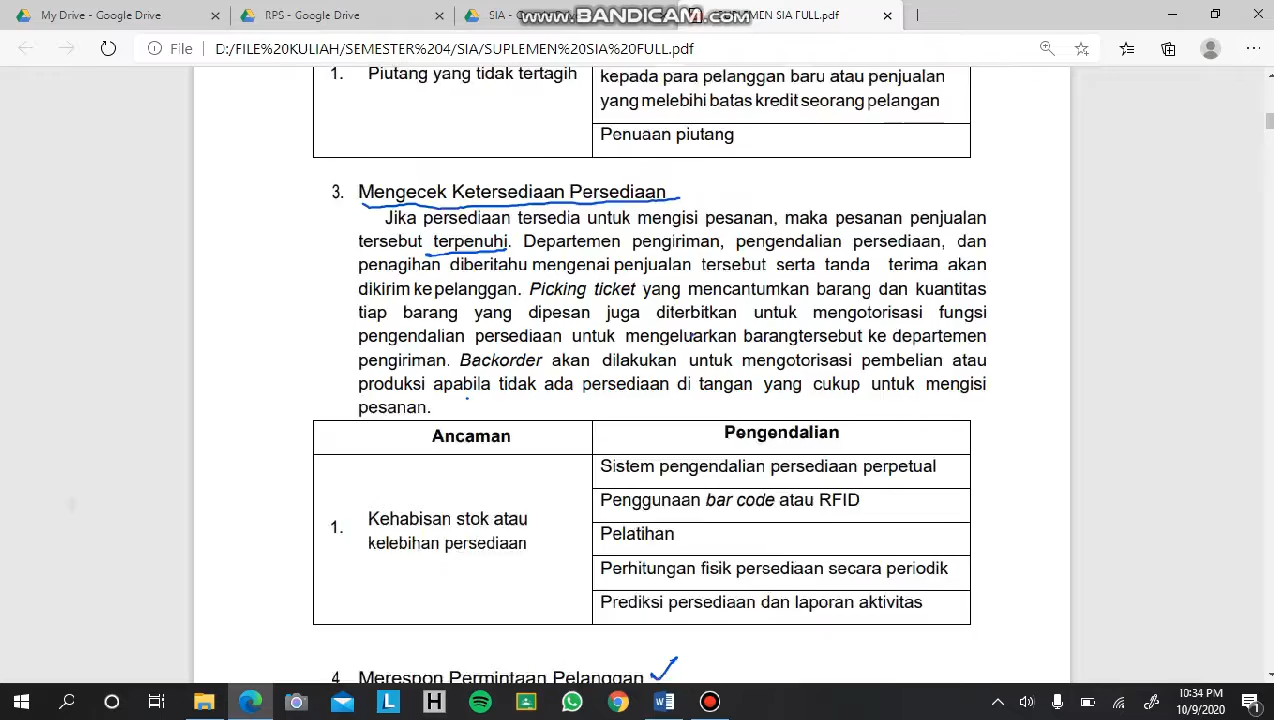 My Drive - Google Drive
RPS - Google Drive
SIA - G
www.BANDICAM.com
EMEN SIA FULL.pdf
File
D:/FILE%20KULIAH/SEMESTER%204/SIA/SUPLEMEN%20SIA%20FULL.pdf
1. Piutang yang tidak tertagih
kepada para pelanggan baru atau penjualan
yang melebihi batas kredit seorang pelangan
Penuaan piutang
3. Mengecek Ketersediaan Persediaan
Jika persediaan tersedia untuk mengisi pesanan, maka pesanan penjualan
tersebut terpenuhi. Departemen pengiriman, pengendalian persediaan, dan
penagihan diberitahu mengenai penjualan tersebut serta tanda terima akan
dikirim kepelanggan. Picking ticket yang mencantumkan barang dan kuantitas
tiap barang yang dipesan juga diterbitkan untuk mengotorisasi fungsi
pengendalian persediaan untuk mengeluarkan barangtersebut ke departemen
pengiriman. Backorder akan dilakukan untuk mengotorisasi pembelian atau
produksi apabila tidak ada persediaan di tangan yang cukup untuk mengisi
pesanan.
Ancaman
Pengendalian
1. Kehabisan stok atau
kelebihan persediaan
Sistem pengendalian persediaan perpetual
Penggunaan bar code atau RFID
Pelatihan
Perhitungan fisik persediaan secara periodik
Prediksi persediaan dan laporan aktivitas
4 Merespon Permintaan Pelanggan
10:34 PM
10/9/2020